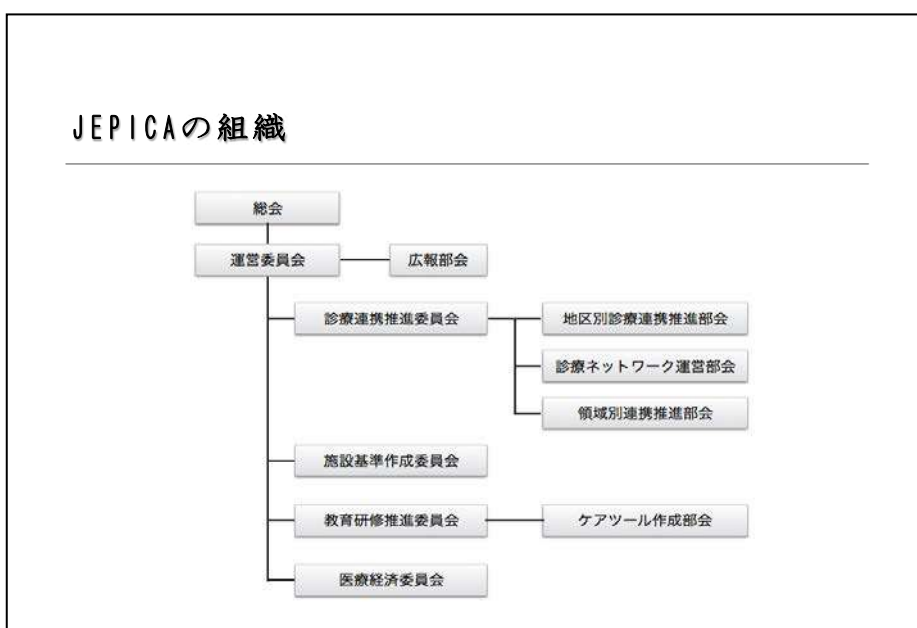 JEPICAの組織
総会
運営委員会
広報部会
診療連携推進委員会
地区別診療連携推進部会
診療ネットワーク運営部会
領域別連携推進部会
施設基準作成委員会
教育研修推進委員会
ケアツール作成部会
医療経済委員会